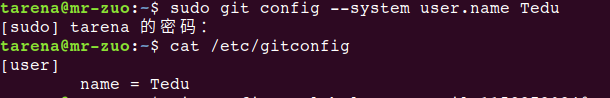 tarena@mr-zuo:~$ sudo git config --system user.name Tedu
[sudo] tarena 的密码：
tarena@mr-zuo:~$ cat /etc/gitconfig
[user]
        name = Tedu